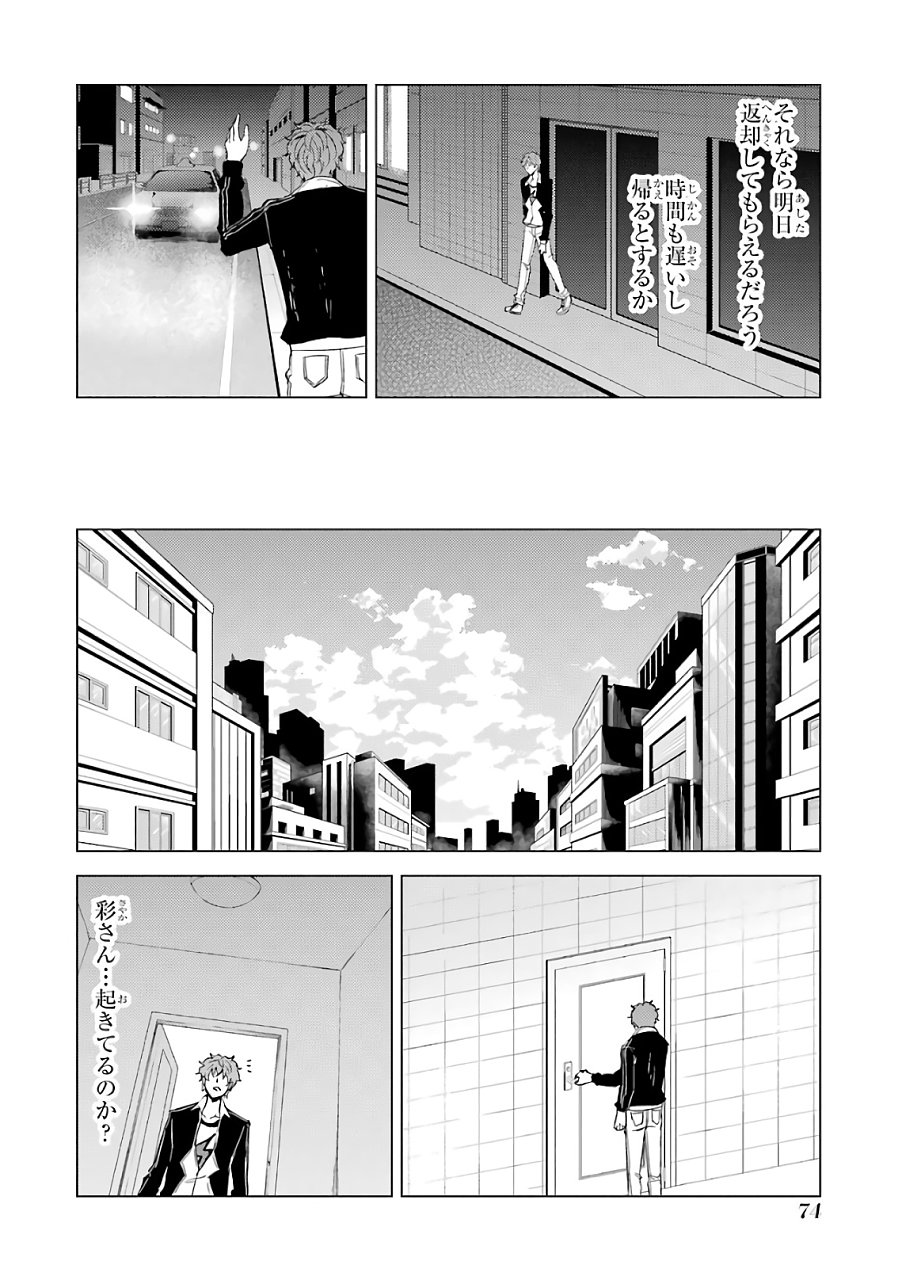 それなら明日
返却してもらえるだろう
時間も遅いし
帰るとするか
彩さん…起きてるのか？
74